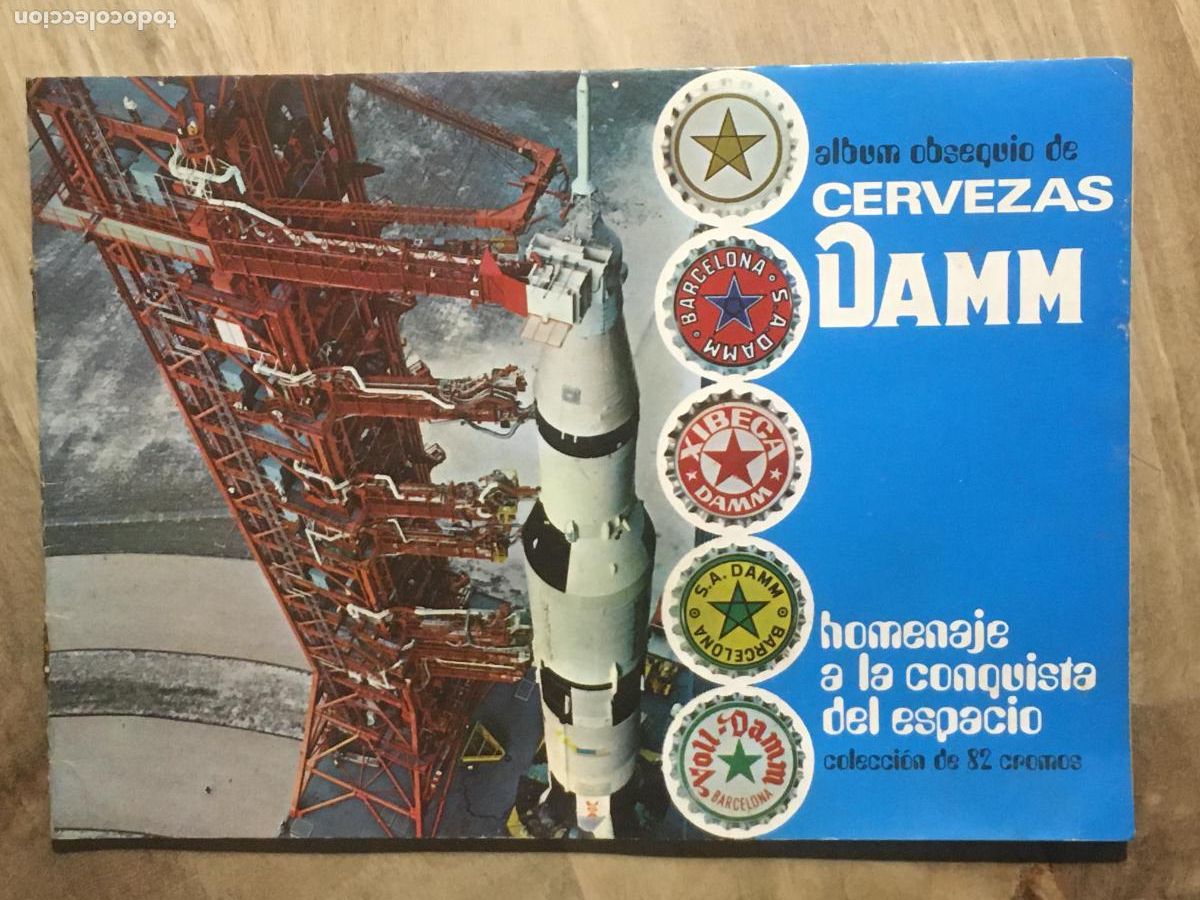 todocoleccion
album obsequio de
CERVEZAS
DAMM
BARCELONA · S.A. DAMM ·
XIBECA
DAMM
S.A. DAMM
BARCELONA
Voll-Damm
BARCELONA
homenaje
a la conquista
del espacio
colección de 82 cromos